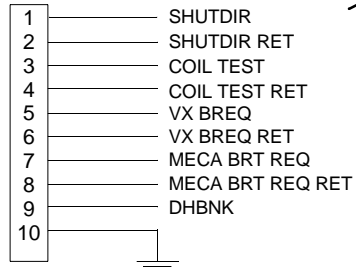 1 SHUTDIR
2 SHUTDIR RET
3 COIL TEST
4 COIL TEST RET
5 VX BREQ
6 VX BREQ RET
7 MECA BRT REQ
8 MECA BRT REQ RET
9 DHBNK
10